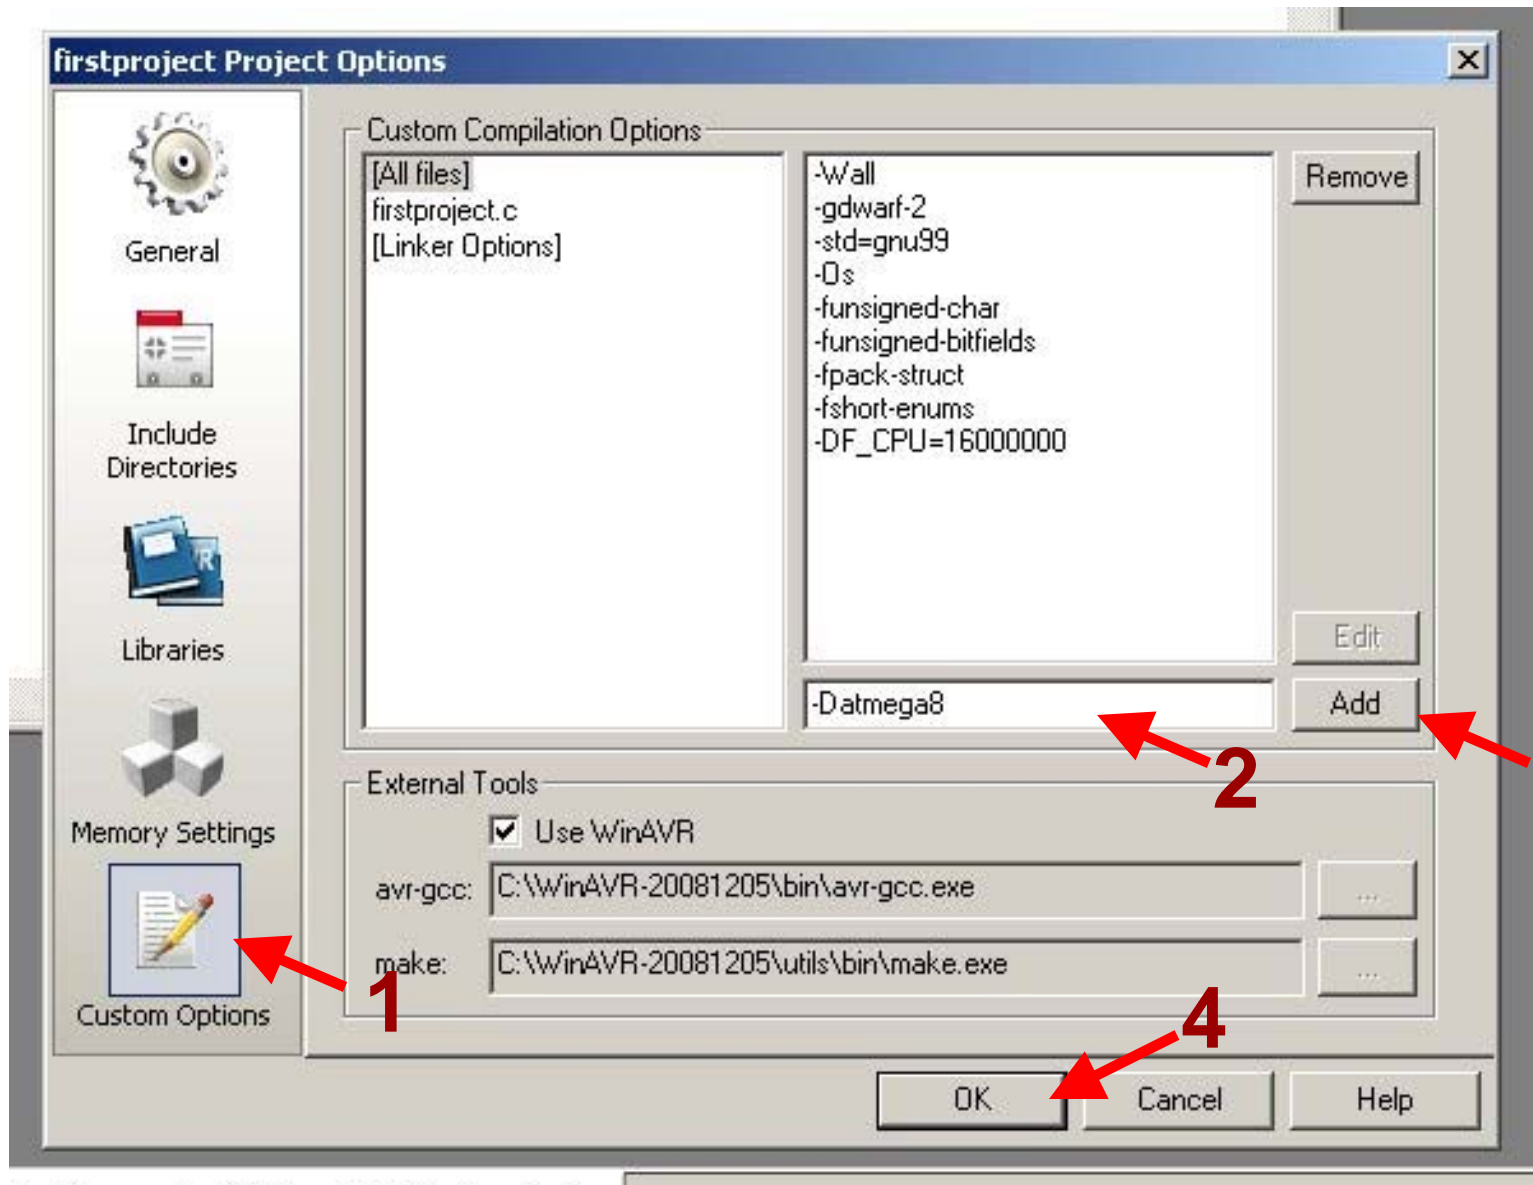 firstproject Project Options
General
Include
Directories
Libraries
Memory Settings
Custom Options
Custom Compilation Options
[All files]
firstproject.c
[Linker Options]
-Wall
-gdwarf-2
-std=gnu99
-Os
-funsigned-char
-funsigned-bitfields
-fpack-struct
-fshort-enums
-DF_CPU=16000000
Remove
Edit
-Datmega8
Add
2
External Tools
Use WinAVR
avr-gcc:
C:\WinAVR-20081205\bin\avr-gcc.exe
...
make:
C:\WinAVR-20081205\utils\bin\make.exe
...
1
4
OK
Cancel
Help